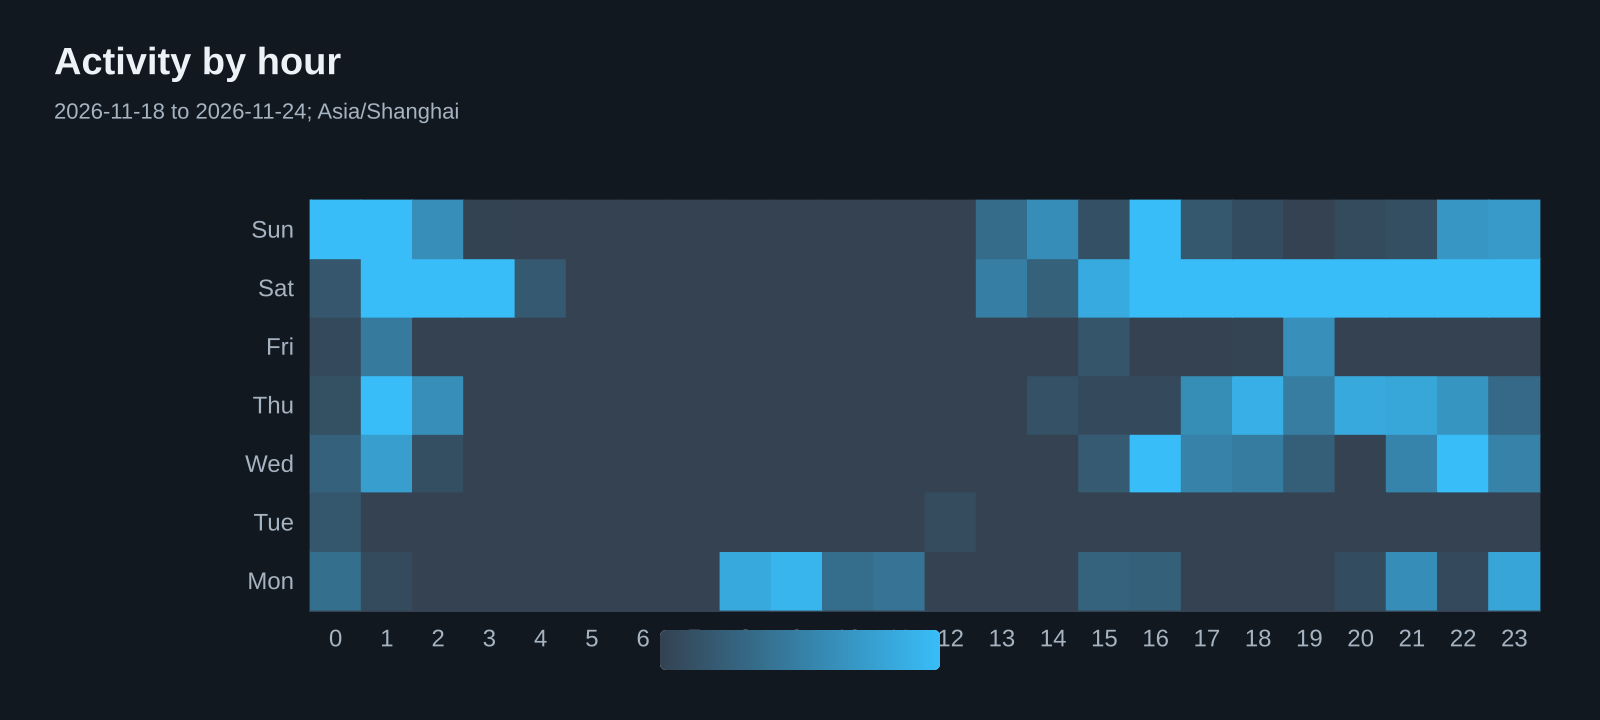 Activity by hour
2026-11-18 to 2026-11-24; Asia/Shanghai
Sun
Sat
Fri
Thu
Wed
Tue
Mon
0 1 2 3 4 5 6 12 13 14 15 16 17 18 19 20 21 22 23